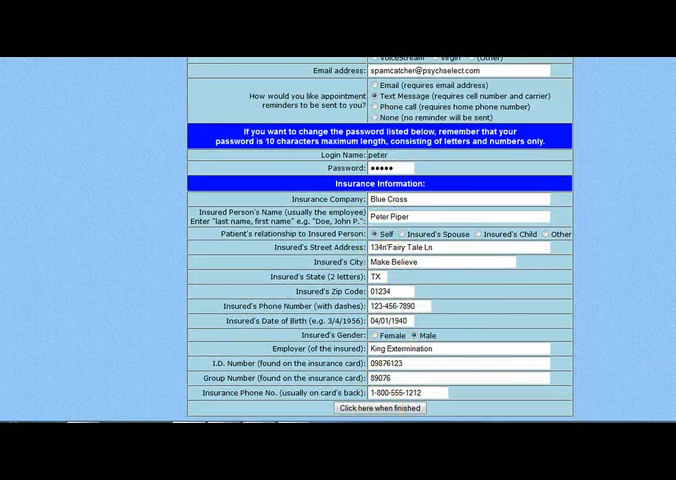 VoiceStream Virgin (Other)
Email address: spamcatcher@psychselect.com
Email (requires email address)
How would you like appointment reminders to be sent to you?
Text Message (requires cell number and carrier)
Phone call (requires home phone number)
None (no reminder will be sent)
If you want to change the password listed below, remember that your
password is 10 characters maximum length, consisting of letters and numbers only.
Login Name: peter
Password: •••••
Insurance Information:
Insurance Company: Blue Cross
Insured Person's Name (usually the employee)
Enter "last name, first name" e.g. "Doe, John P.": Peter Piper
Patient's relationship to Insured Person: Self Insured's Spouse Insured's Child Other
Insured's Street Address: 134n'Fairy Tale Ln
Insured's City: Make Believe
Insured's State (2 letters): TX
Insured's Zip Code: 01234
Insured's Phone Number (with dashes): 123-456-7890
Insured's Date of Birth (e.g. 3/4/1956): 04/01/1940
Insured's Gender: Female Male
Employer (of the insured): King Extermination
I.D. Number (found on the insurance card): 09876123
Group Number (found on the insurance card): 89076
Insurance Phone No. (usually on card's back): 1-800-555-1212
Click here when finished